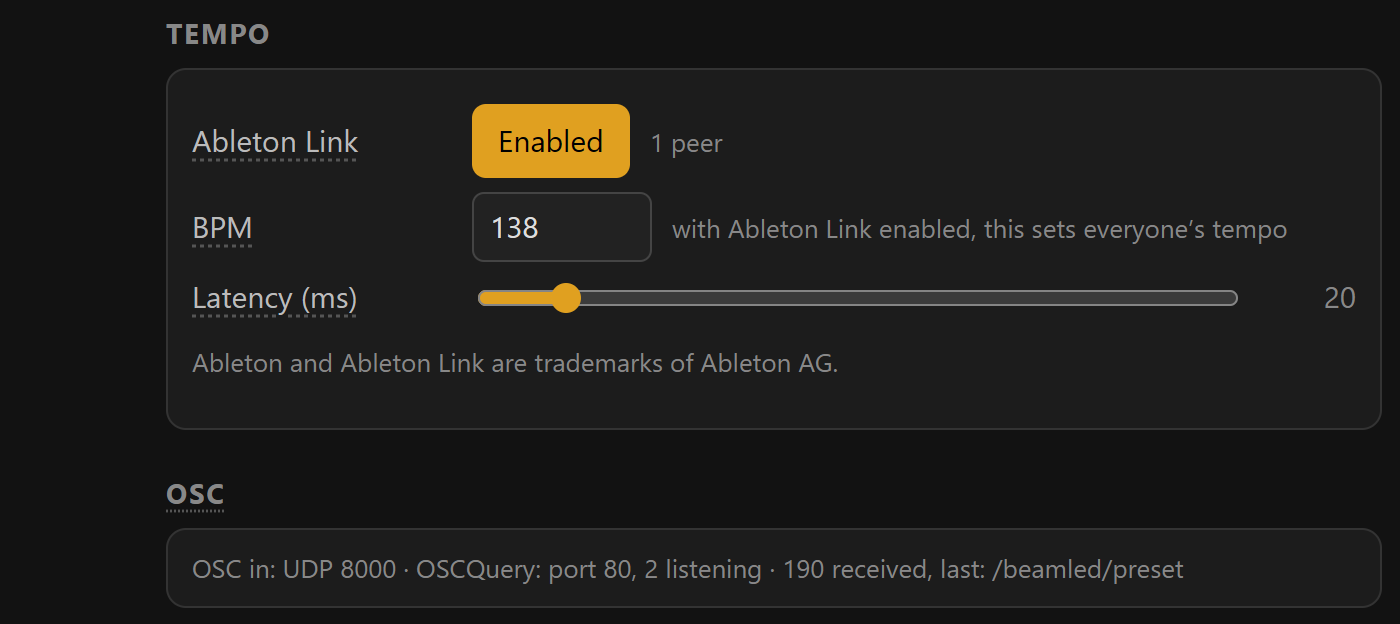 TEMPO
Ableton Link Enabled 1 peer
BPM 138 with Ableton Link enabled, this sets everyone’s tempo
Latency (ms) 20
Ableton and Ableton Link are trademarks of Ableton AG.
OSC
OSC in: UDP 8000 · OSCQuery: port 80, 2 listening · 190 received, last: /beamled/preset